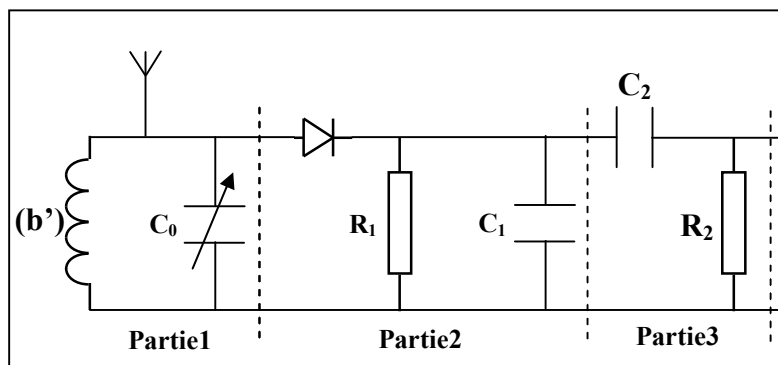 C₂
(b’)
C₀
R₁
C₁
R₂
Partie1
Partie2
Partie3